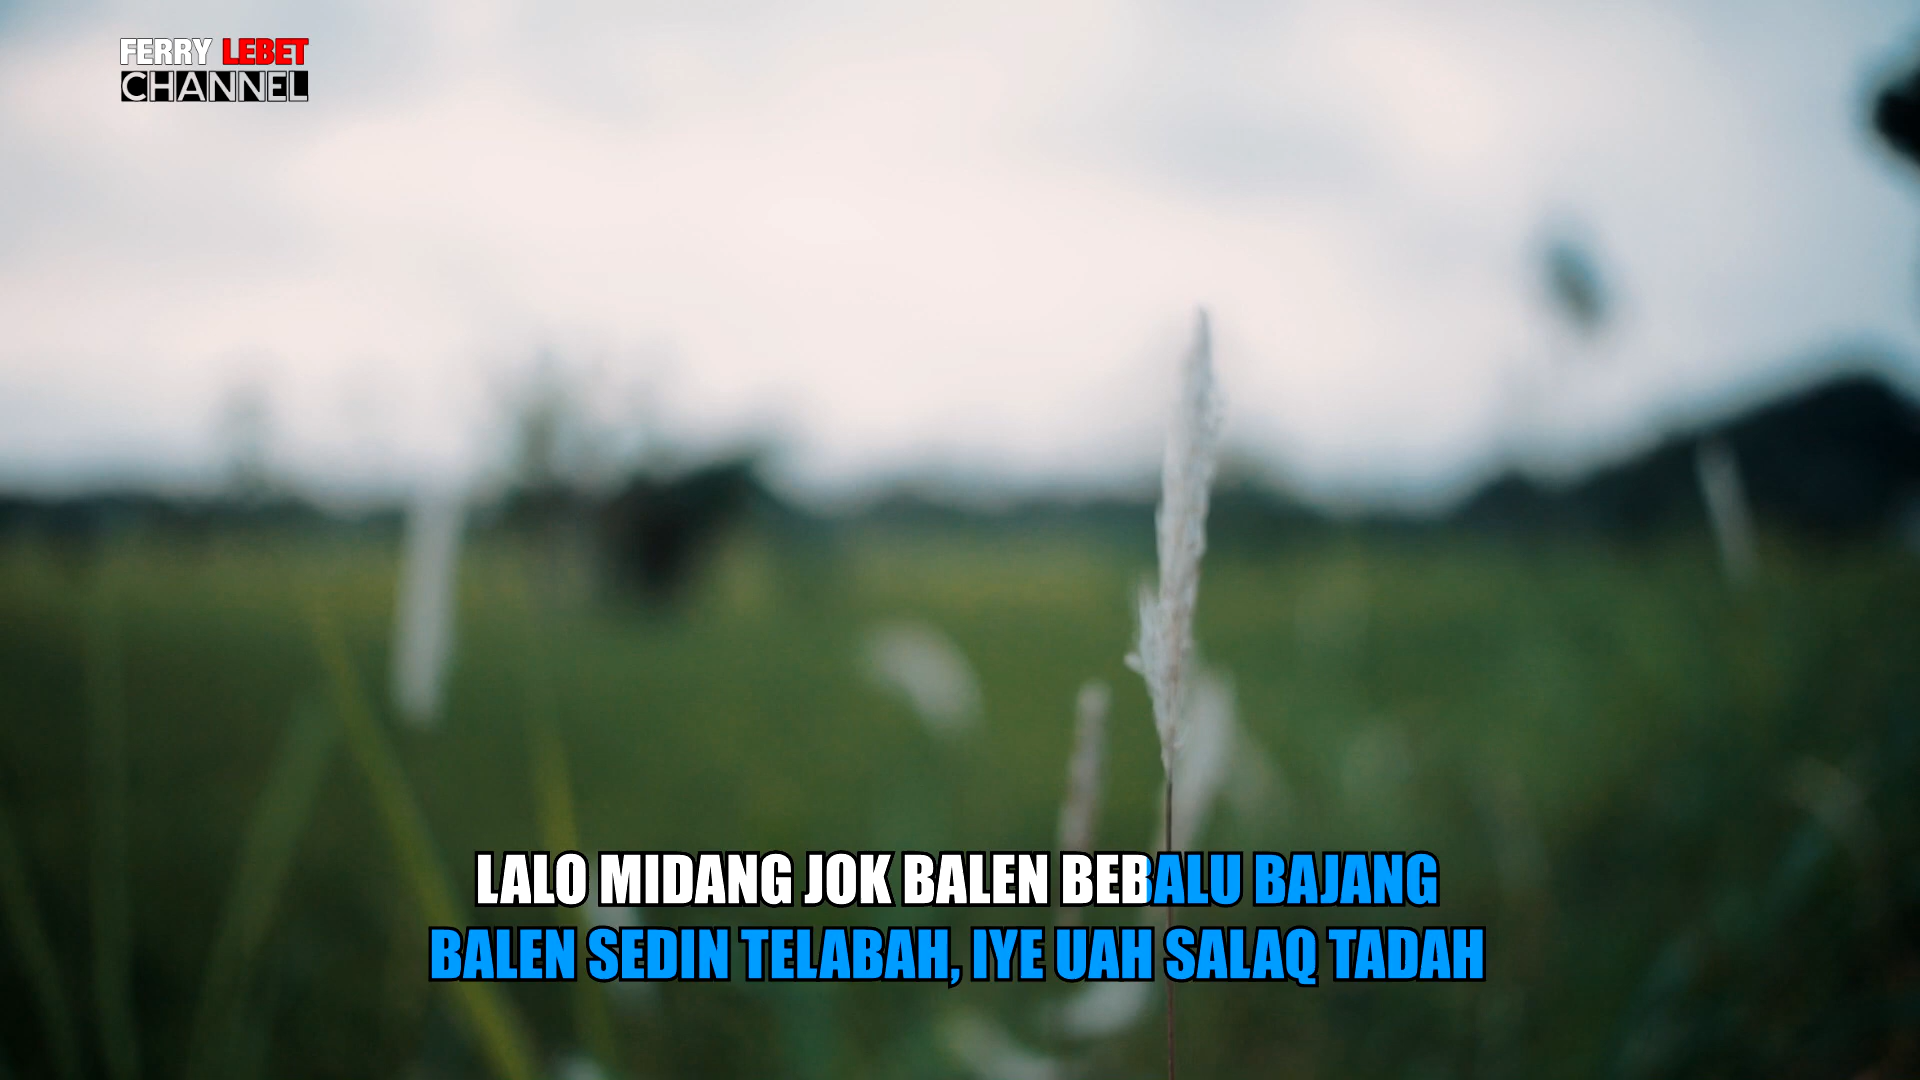 FERRY LEBET
CHANNEL
LALO MIDANG JOK BALEN BEBALU BAJANG
BALEN SEDIN TELABAH, IYE UAH SALAQ TADAH